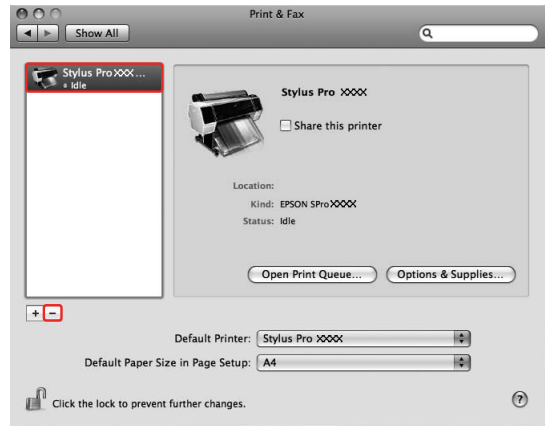 Print & Fax
Show All
Stylus Pro XXXX...
Idle
Stylus Pro XXXX
Share this printer
Location:
Kind: EPSON SProXXXX
Status: Idle
Open Print Queue... Options & Supplies...
+ −
Default Printer: Stylus Pro XXXX
Default Paper Size in Page Setup: A4
Click the lock to prevent further changes. ?